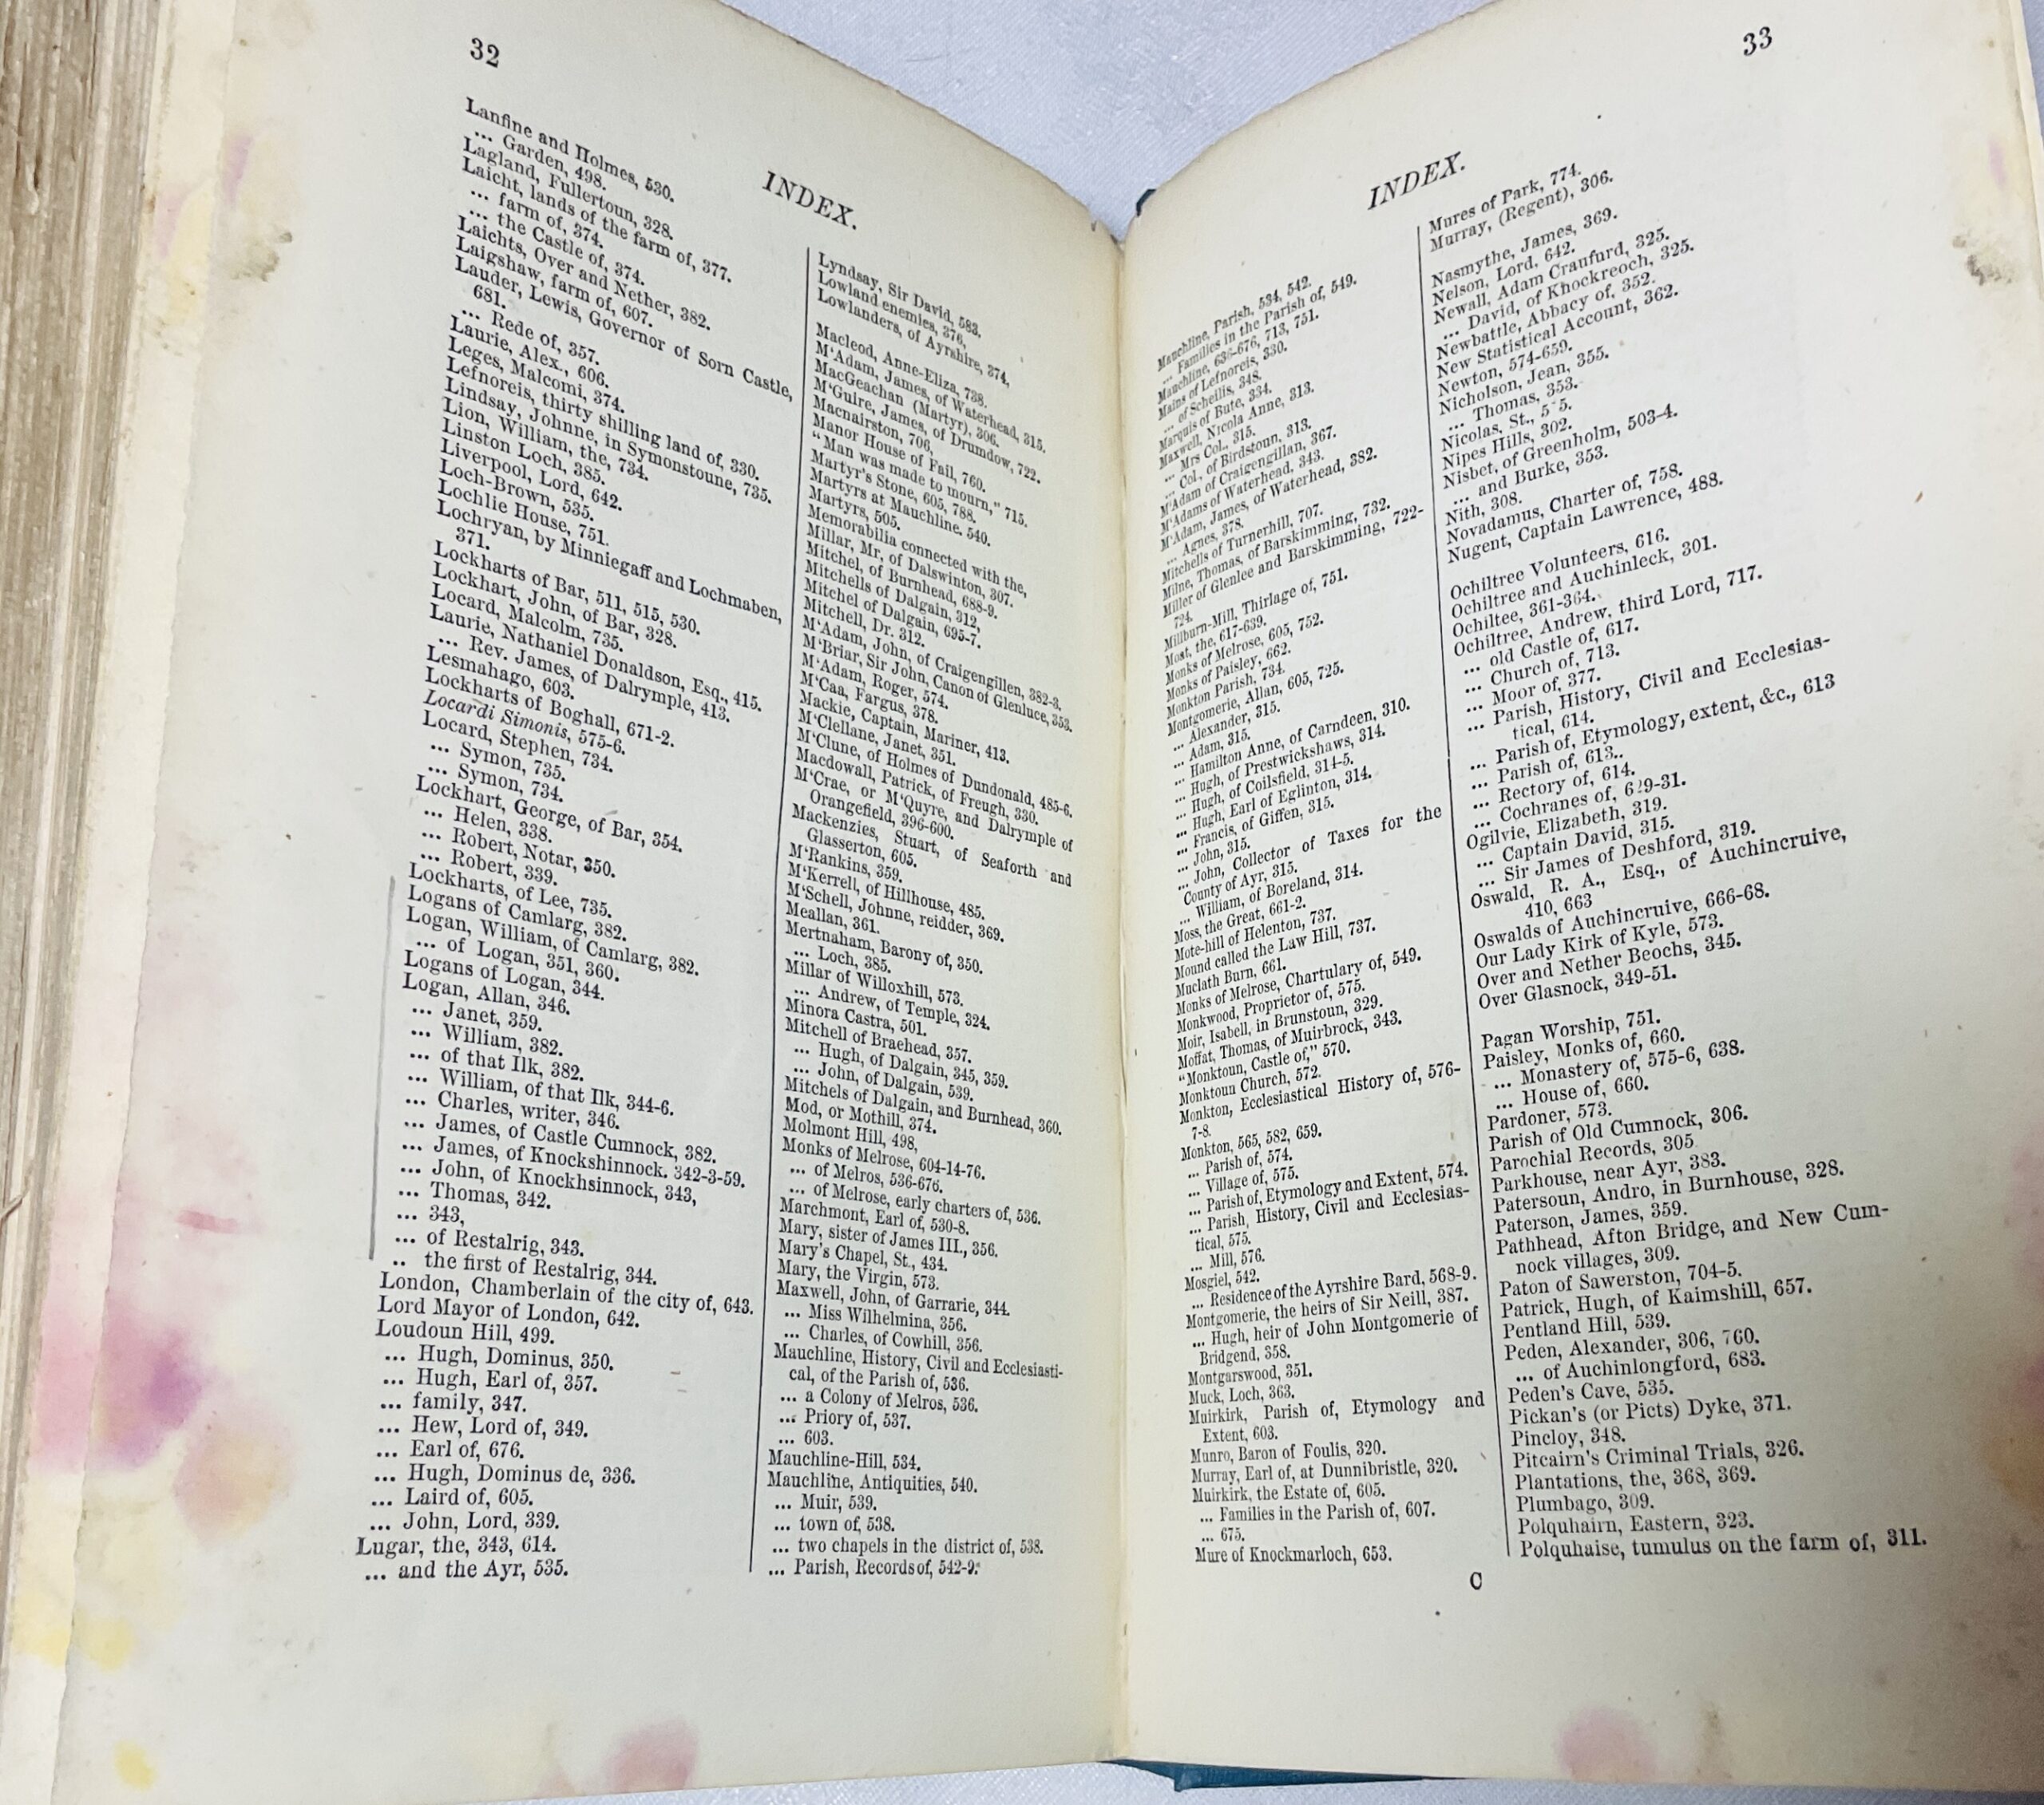 32
INDEX.
Lanfine and Holmes, 530.
... Garden, 498.
Lagland, Fullertoun, 328.
Laicht, lands of the farm of, 377.
... farm of, 374.
... the Castle of, 374.
Laichts, Over and Nether, 382.
Laigshaw, farm of, 607.
Lauder, Lewis, Governor of Sorn Castle,
681.
... Rede of, 357.
Laurie, Alex., 606.
Leges, Malcomi, 374.
Lefnoreis, thirty shilling land of, 330.
Lindsay, Johnne, in Symonstoune, 735.
Lion, William, the, 734.
Linston Loch, 385.
Liverpool, Lord, 642.
Loch-Brown, 535.
Lochlie House, 751.
Lochryan, by Minniegaff and Lochmaben,
371.
Lockharts of Bar, 511, 515, 530.
Lockhart, John, of Bar, 328.
Locard, Malcolm, 735.
Laurie, Nathaniel Donaldson, Esq., 415.
... Rev. James, of Dalrymple, 413.
Lesmahago, 603.
Lockharts of Boghall, 671-2.
Locardi Simonis, 575-6.
Locard, Stephen, 734.
... Symon, 735.
... Symon, 734.
Lockhart, George, of Bar, 354.
... Helen, 338.
... Robert, Notar, 350.
... Robert, 339.
Lockharts, of Lee, 735.
Logans of Camlarg, 382.
Logan, William, of Camlarg, 382.
... of Logan, 351, 360.
Logans of Logan, 344.
Logan, Allan, 346.
... Janet, 359.
... William, 382.
... of that Ilk, 382.
... William, of that Ilk, 344-6.
... Charles, writer, 346.
... James, of Castle Cumnock, 382.
... James, of Knockshinnock. 342-3-59.
... John, of Knockhsinnock, 343,
... Thomas, 342.
... 343,
... of Restalrig, 343.
.. the first of Restalrig, 344.
London, Chamberlain of the city of, 643.
Lord Mayor of London, 642.
Loudoun Hill, 499.
... Hugh, Dominus, 350.
... Hugh, Earl of, 357.
... family, 347.
... Hew, Lord of, 349.
... Earl of, 676.
... Hugh, Dominus de, 336.
... Laird of, 605.
... John, Lord, 339.
Lugar, the, 343, 614.
... and the Ayr, 535.
Lyndsay, Sir David, 583.
Lowland enemies, 376,
Lowlanders, of Ayrshire, 374,
Macleod, Anne-Eliza, 738.
M'Adam, James, of Waterhead, 315.
MacGeachan (Martyr), 306.
M'Guire, James, of Drumdow, 722.
Macnairston, 706,
Manor House of Fail, 760.
"Man was made to mourn," 715.
Martyr's Stone, 605, 788.
Martyrs at Mauchline. 540.
Martyrs, 505.
Memorabilia connected with the,
Millar, Mr, of Dalswinton, 307.
Mitchel, of Burnhead, 688-9.
Mitchells of Dalgain, 312,
Mitchel of Dalgain, 695-7.
Mitchell, Dr. 312.
M'Adam, John, of Craigengillen, 382-3.
M'Briar, Sir John, Canon of Glenluce, 353.
M'Adam, Roger, 574.
M'Caa, Fargus, 378.
Mackie, Captain, Mariner, 413.
M'Clellane, Janet, 351.
M'Clune, of Holmes of Dundonald, 485-6.
Macdowall, Patrick, of Freugh, 330.
M'Crae, or M'Quyre, and Dalrymple of
Orangefield, 396-600.
Mackenzies, Stuart, of Seaforth and
Glasserton, 605.
M'Rankins, 359.
M'Kerrell, of Hillhouse, 485.
M'Schell, Johnne, reidder, 369.
Meallan, 361.
Mertnaham, Barony of, 350.
... Loch, 385.
Millar of Willoxhill, 573.
... Andrew, of Temple, 324.
Minora Castra, 501.
Mitchell of Braehead, 357.
... Hugh, of Dalgain, 345, 359.
... John, of Dalgain, 539.
Mitchels of Dalgain, and Burnhead, 360.
Mod, or Mothill, 374.
Molmont Hill, 498,
Monks of Melrose, 604-14-76.
... of Melros, 536-676.
... of Melrose, early charters of, 536.
Marchmont, Earl of, 530-8.
Mary, sister of James III., 356.
Mary's Chapel, St., 434.
Mary, the Virgin, 573.
Maxwell, John, of Garrarie, 344.
... Miss Wilhelmina, 356.
... Charles, of Cowhill, 356.
Mauchline, History, Civil and Ecclesiasti-
cal, of the Parish of, 536.
... a Colony of Melros, 536.
... Priory of, 537.
... 603.
Mauchline-Hill, 534.
Mauchline, Antiquities, 540.
... Muir, 539.
... town of, 538.
... two chapels in the district of, 538.
... Parish, Records of, 542-9.
33
INDEX.
Mauchline, Parish, 534, 542.
... Families in the Parish of, 549.
Mauchline, 636-676, 713, 751.
Mains of Lefnoreis, 330.
... of Schellis, 348.
Marquis of Bute, 334.
Maxwell, Nicola Anne, 313.
... Mrs Col., 315.
... Col., of Birdstoun, 313.
M'Adam of Craigengillan, 367.
M'Adams of Waterhead, 343.
M'Adam, James, of Waterhead, 382.
... Agnes, 378.
Mitchells of Turnerhill, 707.
Milne, Thomas, of Barskimming, 732.
Miller of Glenlee and Barskimming, 722-
724.
Millburn-Mill, Thirlage of, 751.
Moat, the, 617-639.
Monks of Melrose, 605, 752.
Monks of Paisley, 662.
Monkton Parish, 734.
Montgomerie, Allan, 605, 725.
... Alexander, 315.
... Adam, 315.
... Hamilton Anne, of Carndeen, 310.
... Hugh, of Prestwickshaws, 314.
... Hugh, of Coilsfield, 314-5.
... Hugh, Earl of Eglinton, 314.
... Francis, of Giffen, 315.
... John, 315.
... John, Collector of Taxes for the
County of Ayr, 315.
... William, of Boreland, 314.
Moss, the Great, 661-2.
Mote-hill of Helenton, 737.
Mound called the Law Hill, 737.
Muclath Burn, 661.
Monks of Melrose, Chartulary of, 549.
Monkwood, Proprietor of, 575.
Moir, Isabell, in Brunstoun, 329.
Moffat, Thomas, of Muirbrock, 343.
"Monktoun, Castle of," 570.
Monktoun Church, 572.
Monkton, Ecclesiastical History of, 576-
7-8.
Monkton, 565, 582, 659.
... Parish of, 574.
... Village of, 575.
... Parish of, Etymology and Extent, 574.
... Parish, History, Civil and Ecclesias-
tical, 575.
... Mill, 576.
Mosgiel, 542.
... Residence of the Ayrshire Bard, 568-9.
Montgomerie, the heirs of Sir Neill, 387.
... Hugh, heir of John Montgomerie of
Bridgend, 358.
Montgarswood, 351.
Muck, Loch, 363.
Muirkirk, Parish of, Etymology and
Extent, 603.
Munro, Baron of Foulis, 320.
Murray, Earl of, at Dunnibristle, 320.
Muirkirk, the Estate of, 605.
... Families in the Parish of, 607.
... 675.
Mure of Knockmarloch, 653.
Mures of Park, 774.
Murray, (Regent), 306.
Nasmythe, James, 369.
Nelson, Lord, 642.
Newall, Adam Craufurd, 325.
... David, of Knockreoch, 325.
Newbattle, Abbacy of, 352.
New Statistical Account, 362.
Newton, 574-659.
Nicholson, Jean, 355.
... Thomas, 353.
Nicolas, St.,
Nipes Hills, 302.
Nisbet, of Greenholm, 503-4.
... and Burke, 353.
Nith, 308.
Novadamus, Charter of, 758.
Nugent, Captain Lawrence, 488.
Ochiltree Volunteers, 616.
Ochiltree and Auchinleck, 301.
Ochiltee, 361-364.
Ochiltree, Andrew. third Lord, 717.
... old Castle of, 617.
... Church of, 713.
... Moor of, 377.
... Parish, History, Civil and Ecclesias-
tical, 614.
... Parish of, Etymology, extent, &c., 613
... Parish of, 613..
... Rectory of, 614.
... Cochranes of, 629-31.
Ogilvie, Elizabeth, 319.
... Captain David, 315.
... Sir James of Deshford, 319.
Oswald, R. A., Esq., of Auchincruive,
410, 663
Oswalds of Auchincruive, 666-68.
Our Lady Kirk of Kyle, 573.
Over and Nether Beochs, 345.
Over Glasnock, 349-51.
Pagan Worship, 751.
Paisley, Monks of, 660.
... Monastery of, 575-6, 638.
... House of, 660.
Pardoner, 573.
Parish of Old Cumnock, 306.
Parochial Records, 305
Parkhouse, near Ayr, 383.
Patersoun, Andro, in Burnhouse, 328.
Paterson, James, 359.
Pathhead, Afton Bridge, and New Cum-
nock villages, 309.
Paton of Sawerston, 704-5.
Patrick, Hugh, of Kaimshill, 657.
Pentland Hill, 539.
Peden, Alexander, 306, 760.
... of Auchinlongford, 683.
Peden's Cave, 535.
Pickan's (or Picts) Dyke, 371.
Pincloy, 348.
Pitcairn's Criminal Trials, 326.
Plantations, the, 368, 369.
Plumbago, 309.
Polquhairn, Eastern, 323.
Polquhaise, tumulus on the farm of, 311.
C